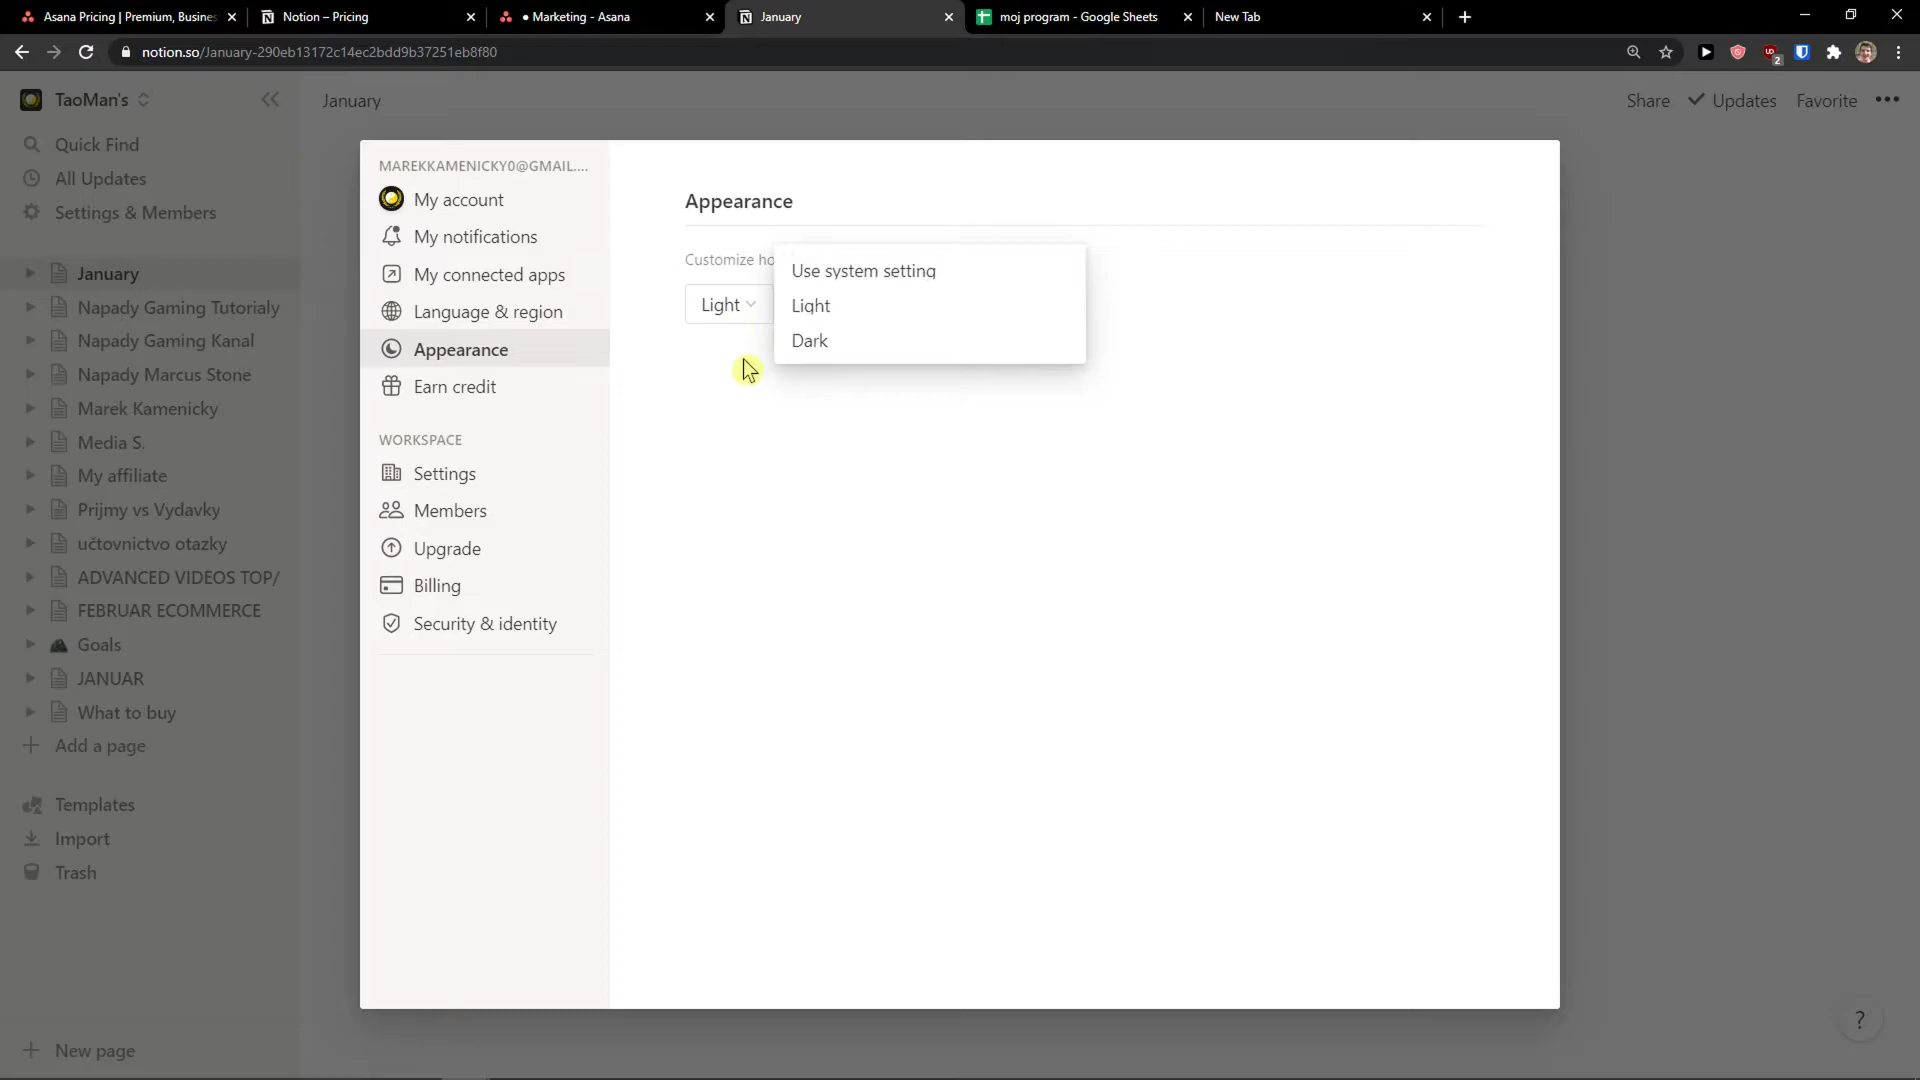 Asana Pricing | Premium, Busines
Notion – Pricing
● Marketing - Asana
January
moj program - Google Sheets
New Tab
notion.so/January-290eb13172c14ec2bdd9b37251eb8f80
2
TaoMan's
January
Share
Updates
Favorite
Quick Find
All Updates
Settings & Members
January
Napady Gaming Tutorialy
Napady Gaming Kanal
Napady Marcus Stone
Marek Kamenicky
Media S.
My affiliate
Prijmy vs Vydavky
učtovnictvo otazky
ADVANCED VIDEOS TOP/
FEBRUAR ECOMMERCE
Goals
JANUAR
What to buy
Add a page
Templates
Import
Trash
New page
MAREKKAMENICKY0@GMAIL....
My account
My notifications
My connected apps
Language & region
Appearance
Earn credit
WORKSPACE
Settings
Members
Upgrade
Billing
Security & identity
Appearance
Customize ho
Light
Use system setting
Light
Dark
?